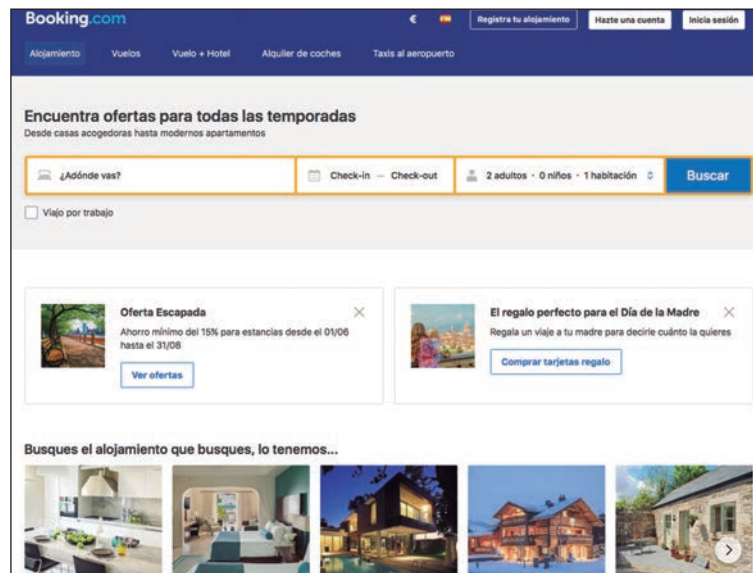 Booking.com
€
Registra tu alojamiento
Hazte una cuenta
Inicia sesión
Alojamiento
Vuelos
Vuelo + Hotel
Alquiler de coches
Taxis al aeropuerto
Encuentra ofertas para todas las temporadas
Desde casas acogedoras hasta modernos apartamentos
¿Adónde vas?
Check-in — Check-out
2 adultos · 0 niños · 1 habitación
Buscar
Viajo por trabajo
Oferta Escapada
Ahorro mínimo del 15% para estancias desde el 01/06
hasta el 31/08
Ver ofertas
El regalo perfecto para el Día de la Madre
Regala un viaje a tu madre para decirle cuánto la quieres
Comprar tarjetas regalo
Busques el alojamiento que busques, lo tenemos...